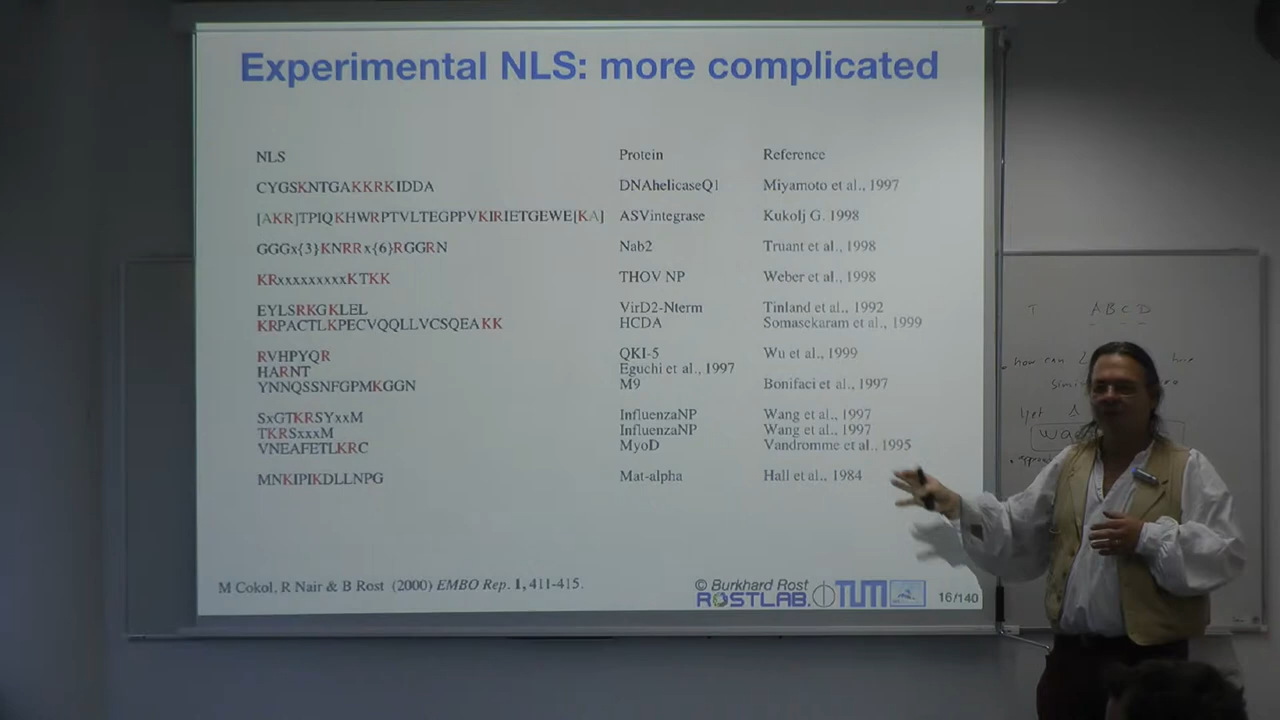 Experimental NLS: more complicated
NLS Protein Reference
CYGSKNTGAKKRKIDDA DNAhelicaseQ1 Miyamoto et al., 1997
[AKR]TPIQKHWRPTVLTEGPPVKIRIETGEWE[KA] ASVintegrase Kukolj G. 1998
GGGx{3}KNRRx{6}RGGRN Nab2 Truant et al., 1998
KRxxxxxxxxxKTKK THOV NP Weber et al., 1998
EYLSRKGKLEL VirD2-Nterm Tinland et al., 1992
KRPACTLKPECVQQLLVCSQEAKK HCDA Somasekaram et al., 1999
RVHPYQR QKI-5 Wu et al., 1999
HARNT Eguchi et al., 1997
YNNQSSNFGPMKGGN M9 Bonifaci et al., 1997
SxGTKRSYxxM InfluenzaNP Wang et al., 1997
TKRSxxxM InfluenzaNP Wang et al., 1997
VNEAFETLKRC MyoD Vandromme et al., 1995
MNKIPIKDLLNPG Mat-alpha Hall et al., 1984
M Cokol, R Nair & B Rost (2000) EMBO Rep. 1, 411-415.
© Burkhard Rost
ROSTLAB. TUM 16/140
T A B C D
how can
Yet